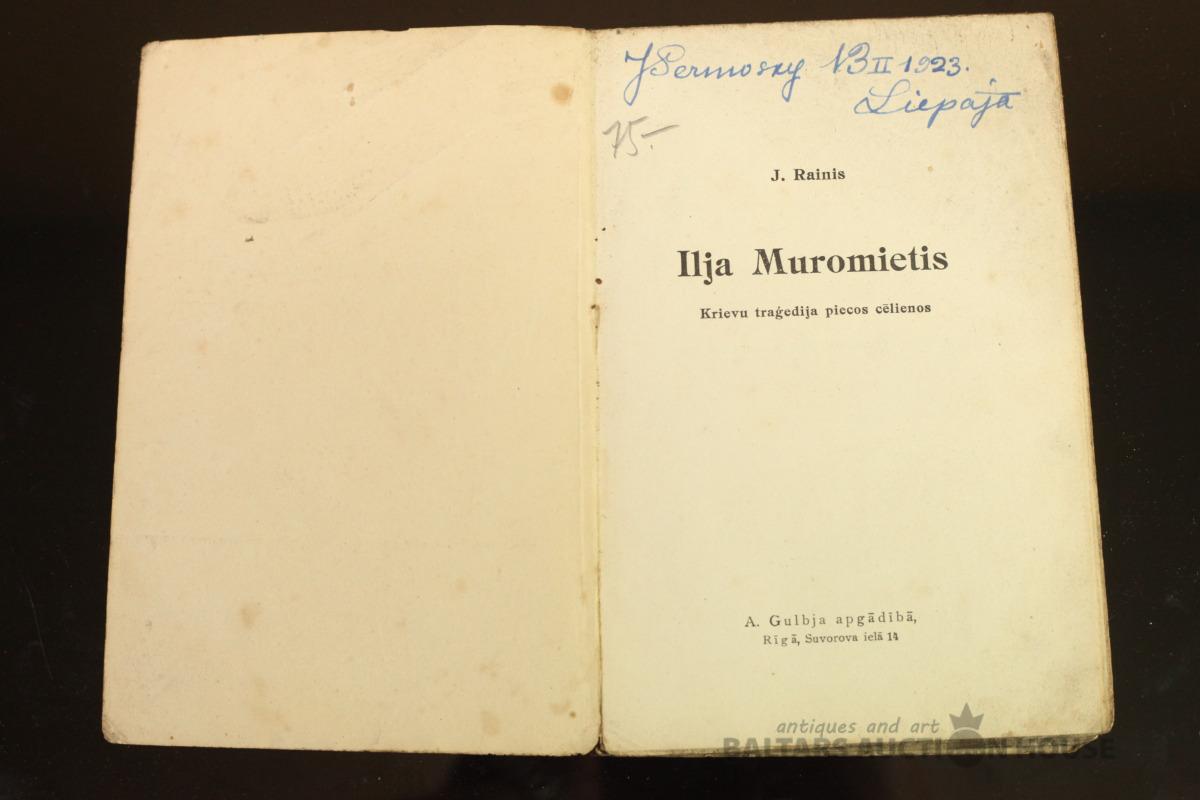 JPermosky 13 II 1923.
Liepaja
75.-
J. Rainis
Ilja Muromietis
Krievu traģedija piecos cēlienos
A. Gulbja apgādībā,
Rīgā, Suvorova ielā 14
antiques and art
BALTARS AUCTION HOUSE